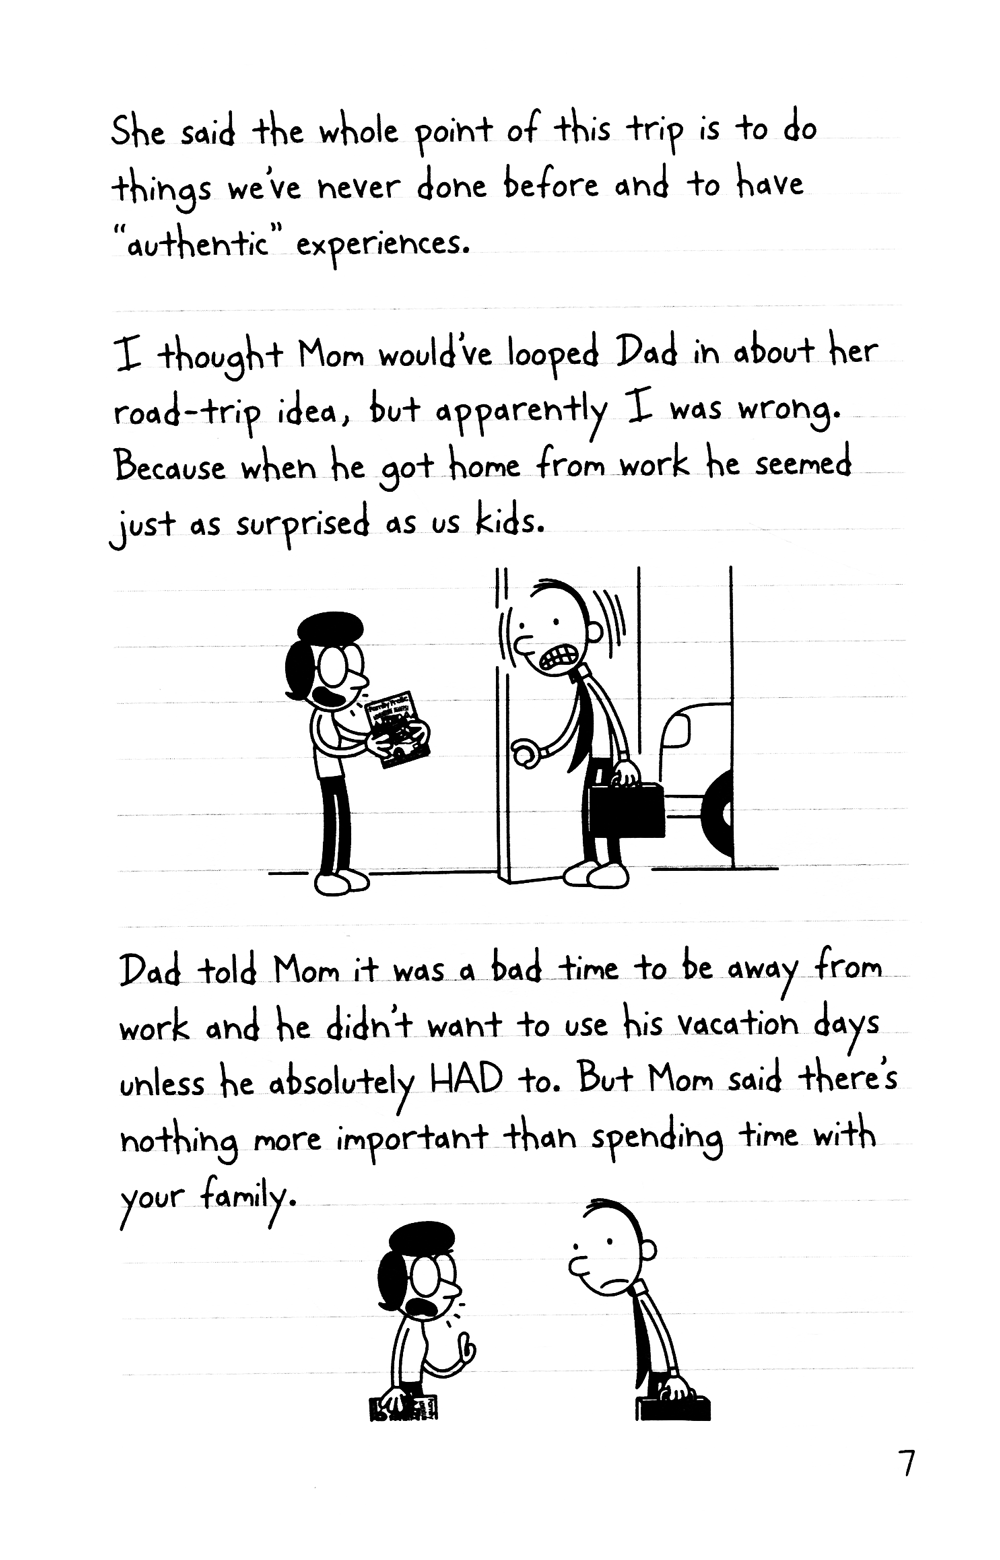 She said the whole point of this trip is to do
things we've never done before and to have
“authentic” experiences.
I thought Mom would've looped Dad in about her
road-trip idea, but apparently I was wrong.
Because when he got home from work he seemed
just as surprised as us kids.
Family Frolic
Dad told Mom it was a bad time to be away from
work and he didn't want to use his vacation days
unless he absolutely HAD to. But Mom said there's
nothing more important than spending time with
your family.
7